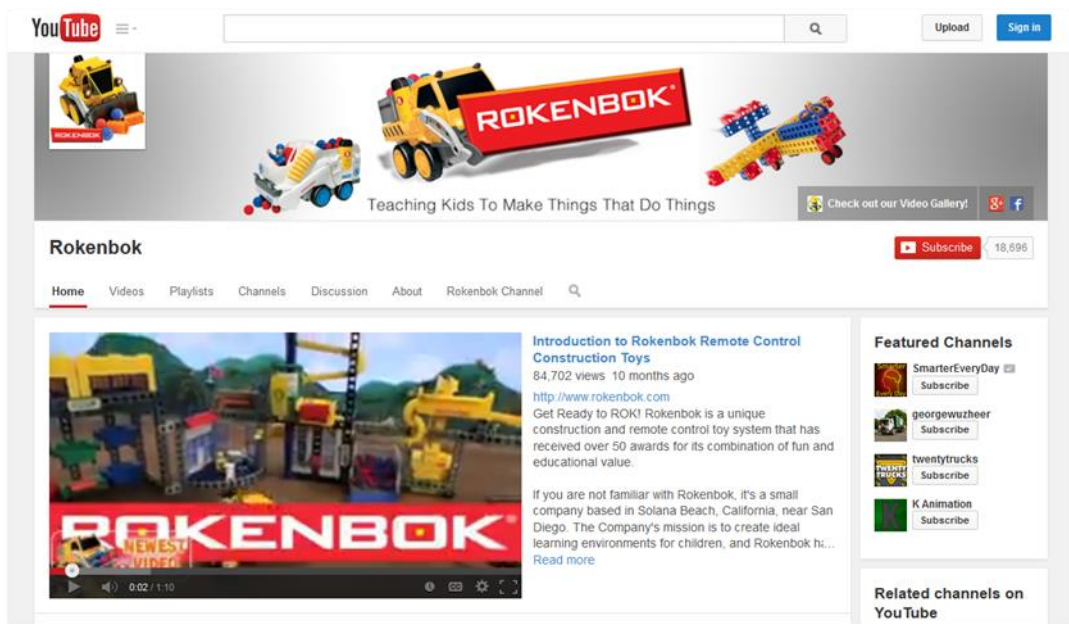 YouTube
Upload
Sign in
ROKENBOK
ROKENBOK
Teaching Kids To Make Things That Do Things
Check out our Video Gallery!
Rokenbok
Subscribe
18,696
Home Videos Playlists Channels Discussion About Rokenbok Channel
ROKENBOK
NEWEST
VIDEO
0:02 / 1:10
Introduction to Rokenbok Remote Control
Construction Toys
84,702 views 10 months ago
http://www.rokenbok.com
Get Ready to ROK! Rokenbok is a unique
construction and remote control toy system that has
received over 50 awards for its combination of fun and
educational value.
If you are not familiar with Rokenbok, it's a small
company based in Solana Beach, California, near San
Diego. The Company's mission is to create ideal
learning environments for children, and Rokenbok ha...
Read more
Featured Channels
Smarter
Every Day
SmarterEveryDay
Subscribe
georgewuzheer
Subscribe
TWENTY
TRUCKS
twentytrucks
Subscribe
K
K Animation
Subscribe
Related channels on
YouTube